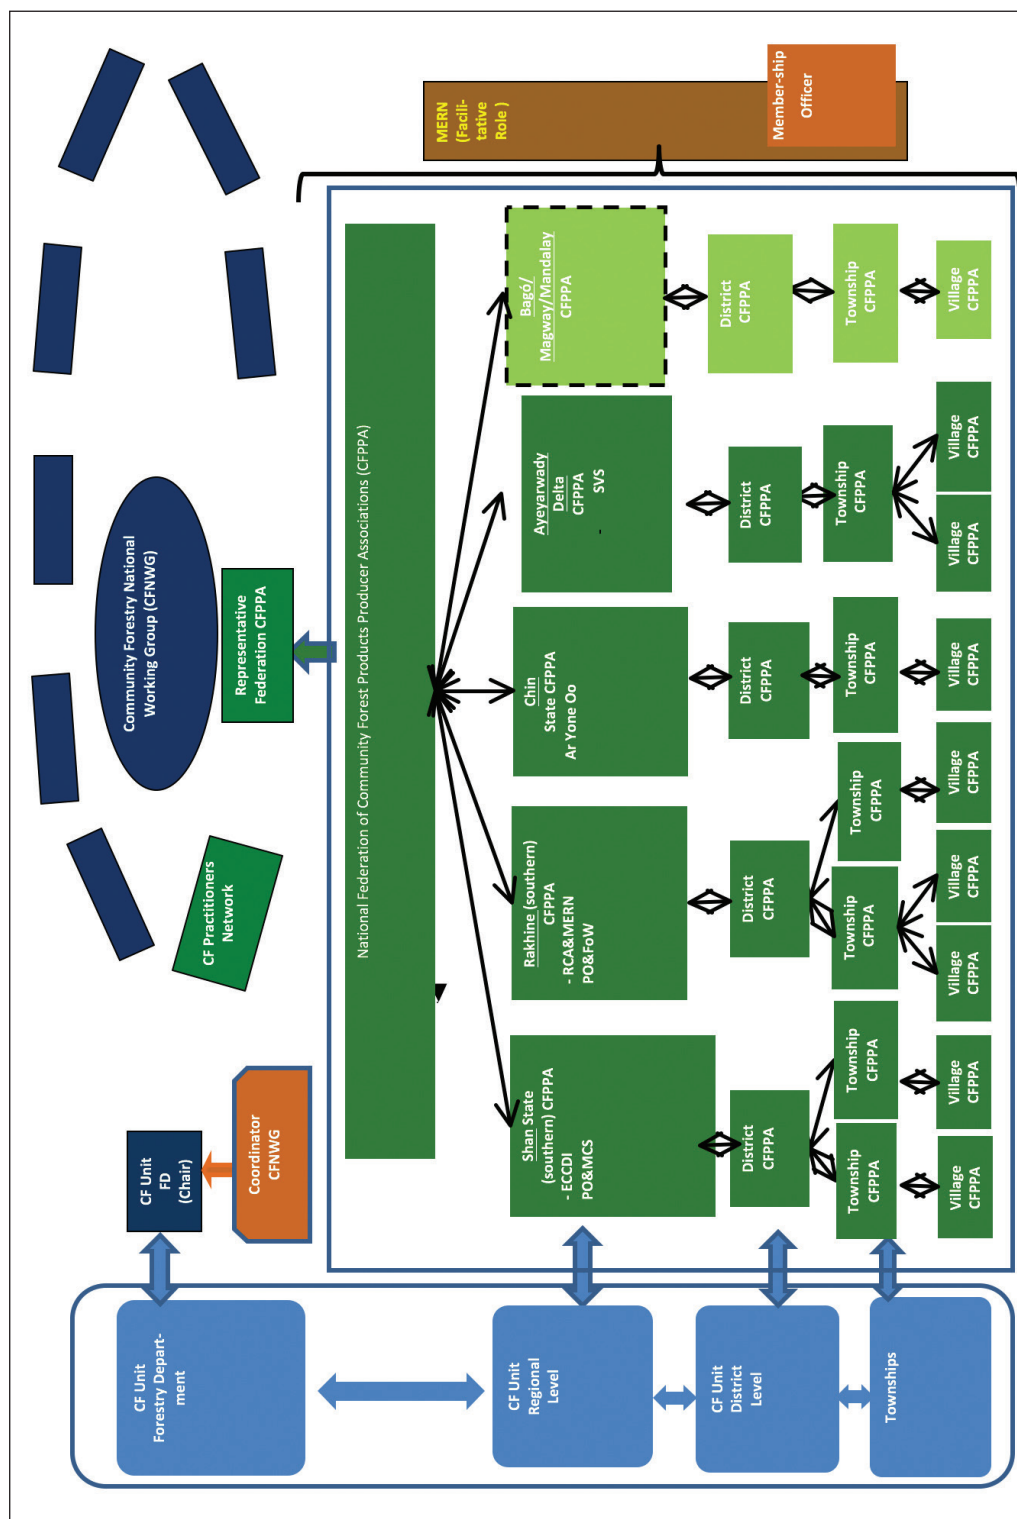 CF Unit
Forestry Depart-
ment
CF Unit
Regional
Level
CF Unit
District
Level
Townships
CF Unit
FD
(Chair)
Coordinator
CFNWG
CF Practitioners
Network
Community Forestry National
Working Group (CFNWG)
Representative
Federation CFPPA
MERN
(Facili-
tative
Role )
Member-ship
Officer
National Federation of Community Forest Products Producer Associations (CFPPA)
Shan State
(southern) CFPPA
- ECCDI
PO&MCS
Rakhine (southern)
CFPPA
- RCA&MERN
PO&FoW
Chin
State CFPPA
Ar Yone Oo
Ayeyarwady
Delta
CFPPA
SVS
-
Bagó/
Magway/Mandalay
CFPPA
District
CFPPA
District
CFPPA
District
CFPPA
District
CFPPA
District
CFPPA
Township
CFPPA
Township
CFPPA
Township
CFPPA
Township
CFPPA
Township
CFPPA
Township
CFPPA
Township
CFPPA
Village
CFPPA
Village
CFPPA
Village
CFPPA
Village
CFPPA
Village
CFPPA
Village
CFPPA
Village
CFPPA
Village
CFPPA
Village
CFPPA